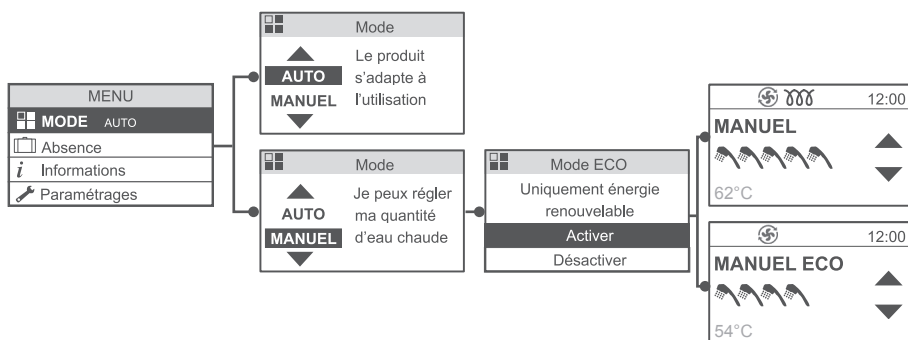 MENU
MODE AUTO
Absence
i Informations
Paramétrages
Mode
AUTO
MANUEL
Le produit
s'adapte à
l'utilisation
Mode
AUTO
MANUEL
Je peux régler
ma quantité
d'eau chaude
Mode ECO
Uniquement énergie
renouvelable
Activer
Désactiver
12:00
MANUEL
62°C
12:00
MANUEL ECO
54°C